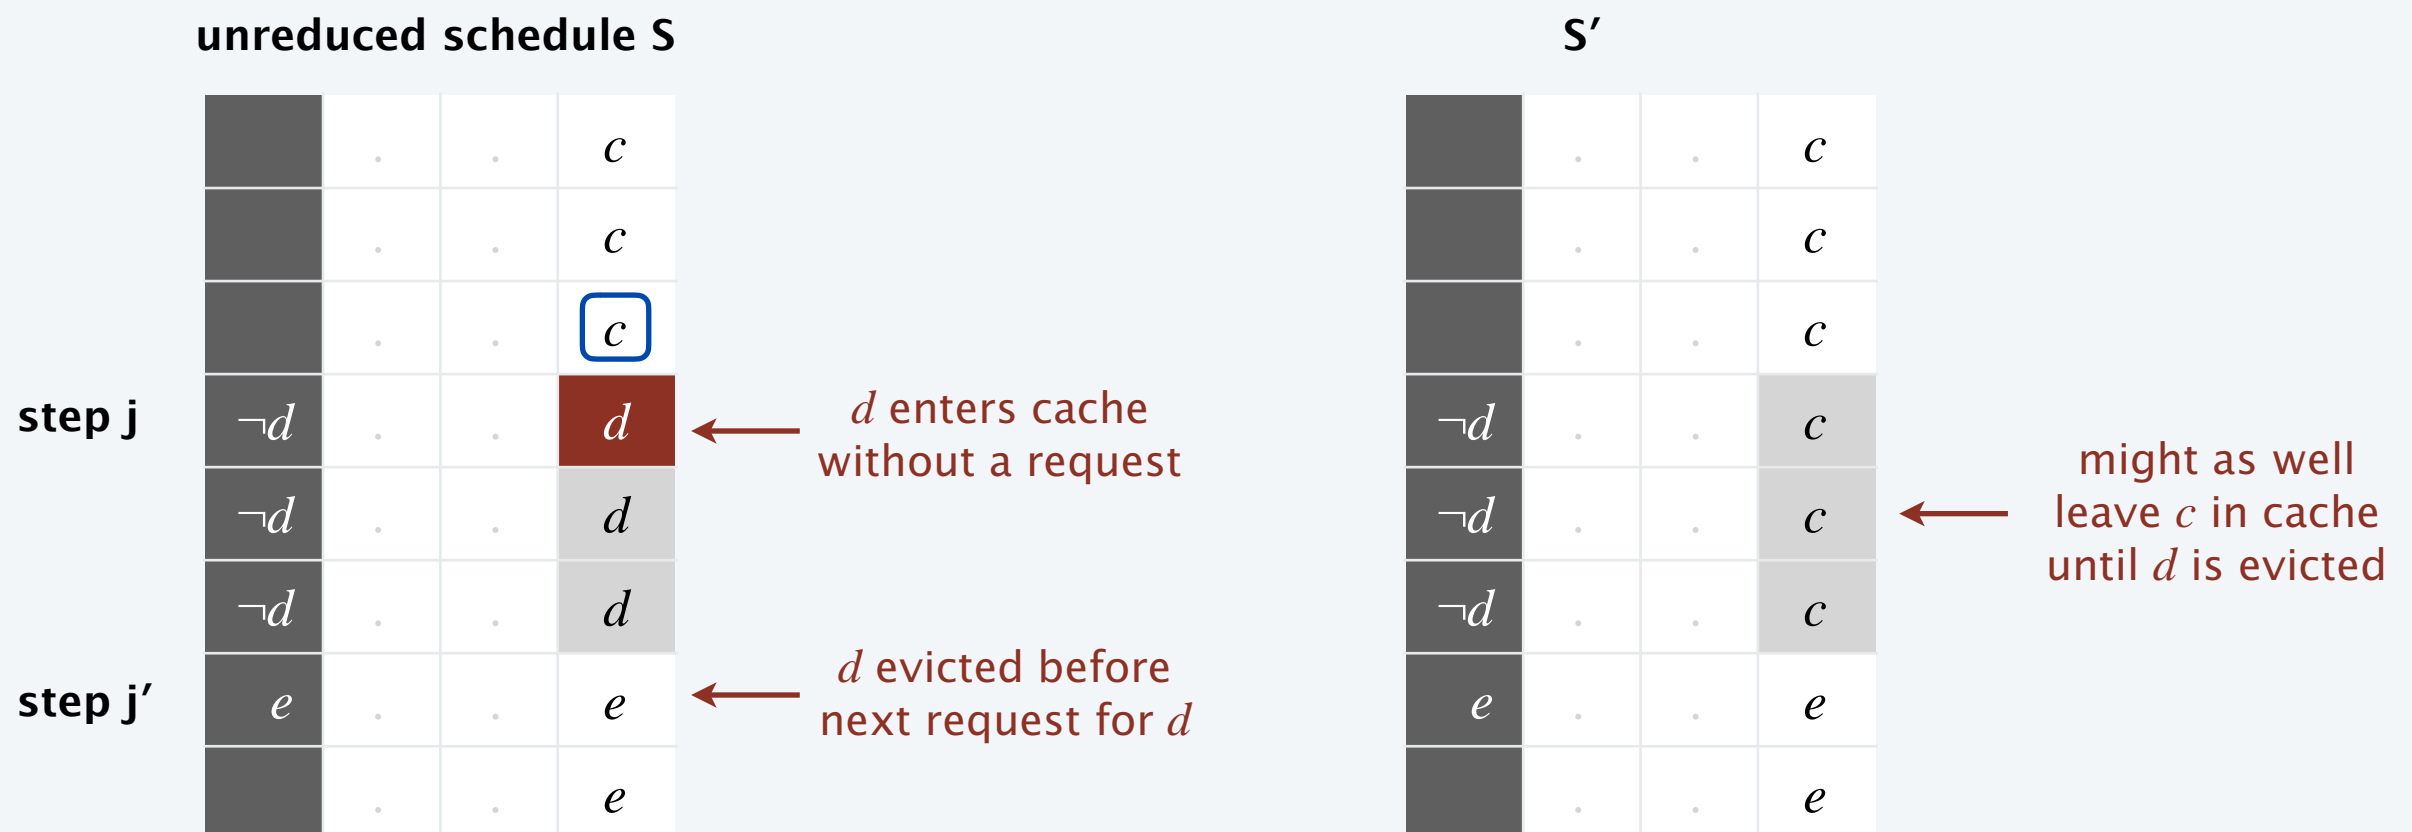 unreduced schedule S
S′
. . c
. . c
. . c
. . c
. . c
. . c
step j ¬d . . d
d enters cache
without a request
¬d . . c
¬d . . d
¬d . . c
might as well
leave c in cache
until d is evicted
¬d . . d
¬d . . c
step j′ e . . e
d evicted before
next request for d
e . . e
. . e
. . e